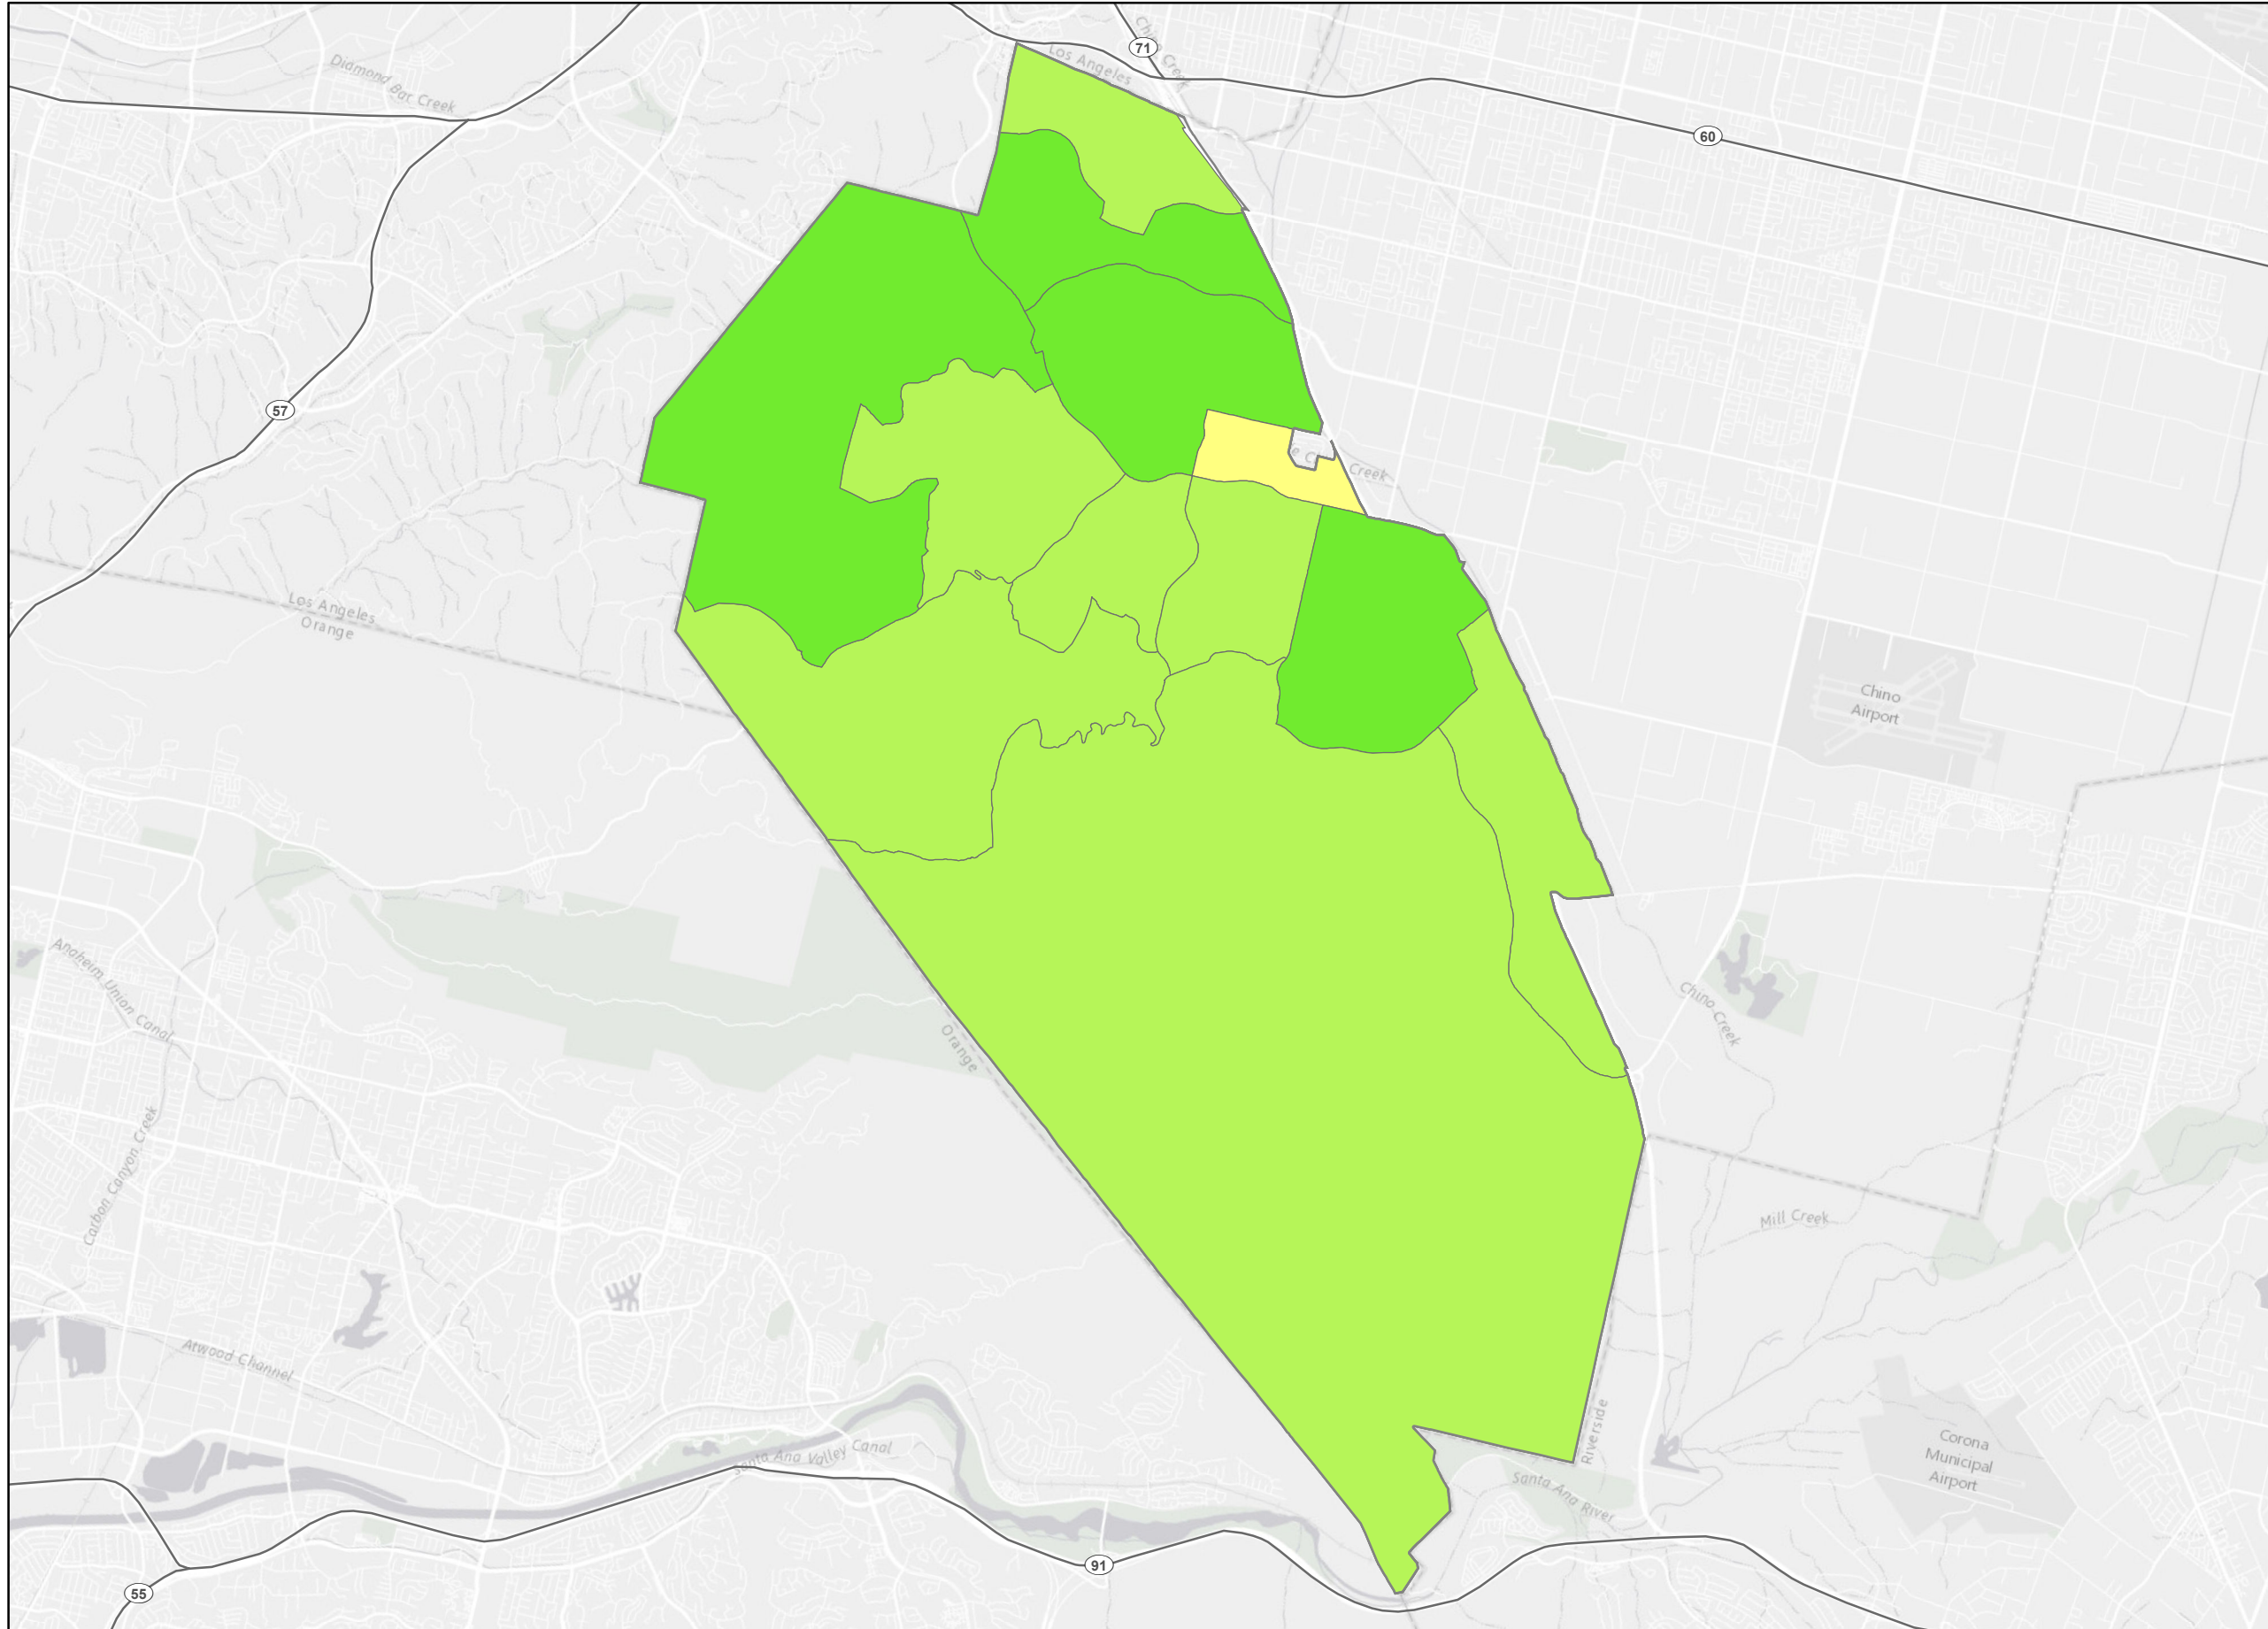 71
Chino Creek
Los Angeles
Diamond Bar Creek
60
57
Creek
Los Angeles
Orange
Chino
Airport
Anaheim Union Canal
Chino Creek
Orange
Carbon Canyon Creek
Mill Creek
Atwood Channel
Riverside
Corona
Municipal
Airport
Santa Ana Valley Canal
Santa Ana River
91
55